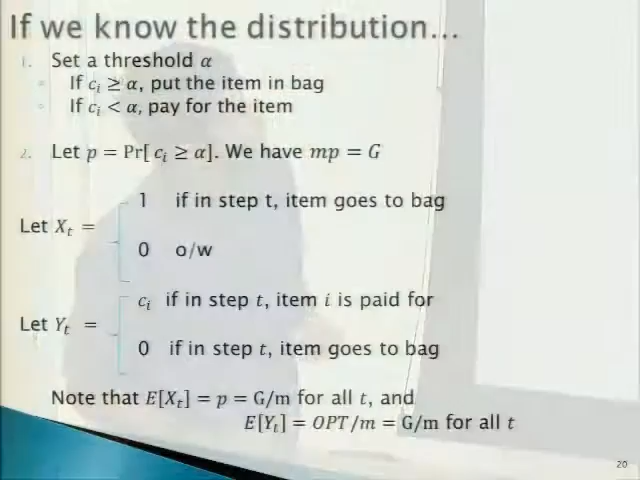 If we know the distribution...
1. Set a threshold α
If cᵢ ≥ α, put the item in bag
If cᵢ < α, pay for the item
2. Let p = Pr[ cᵢ ≥ α]. We have mp = G
1 if in step t, item goes to bag
Let Xₜ =
0 o/w
cᵢ if in step t, item i is paid for
Let Yₜ =
0 if in step t, item goes to bag
Note that E[Xₜ] = p = G/m for all t, and
E[Yₜ] = OPT/m = G/m for all t
20